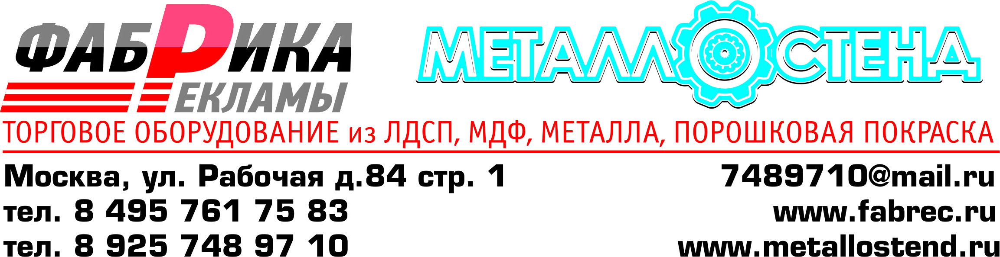 ФАБРИКА
РЕКЛАМЫ
МЕТАЛЛОСТЕНД
ТОРГОВОЕ ОБОРУДОВАНИЕ из ЛДСП, МДФ, МЕТАЛЛА, ПОРОШКОВАЯ ПОКРАСКА
Москва, ул. Рабочая д.84 стр. 1
7489710@mail.ru
тел. 8 495 761 75 83
www.fabrec.ru
тел. 8 925 748 97 10
www.metallostend.ru